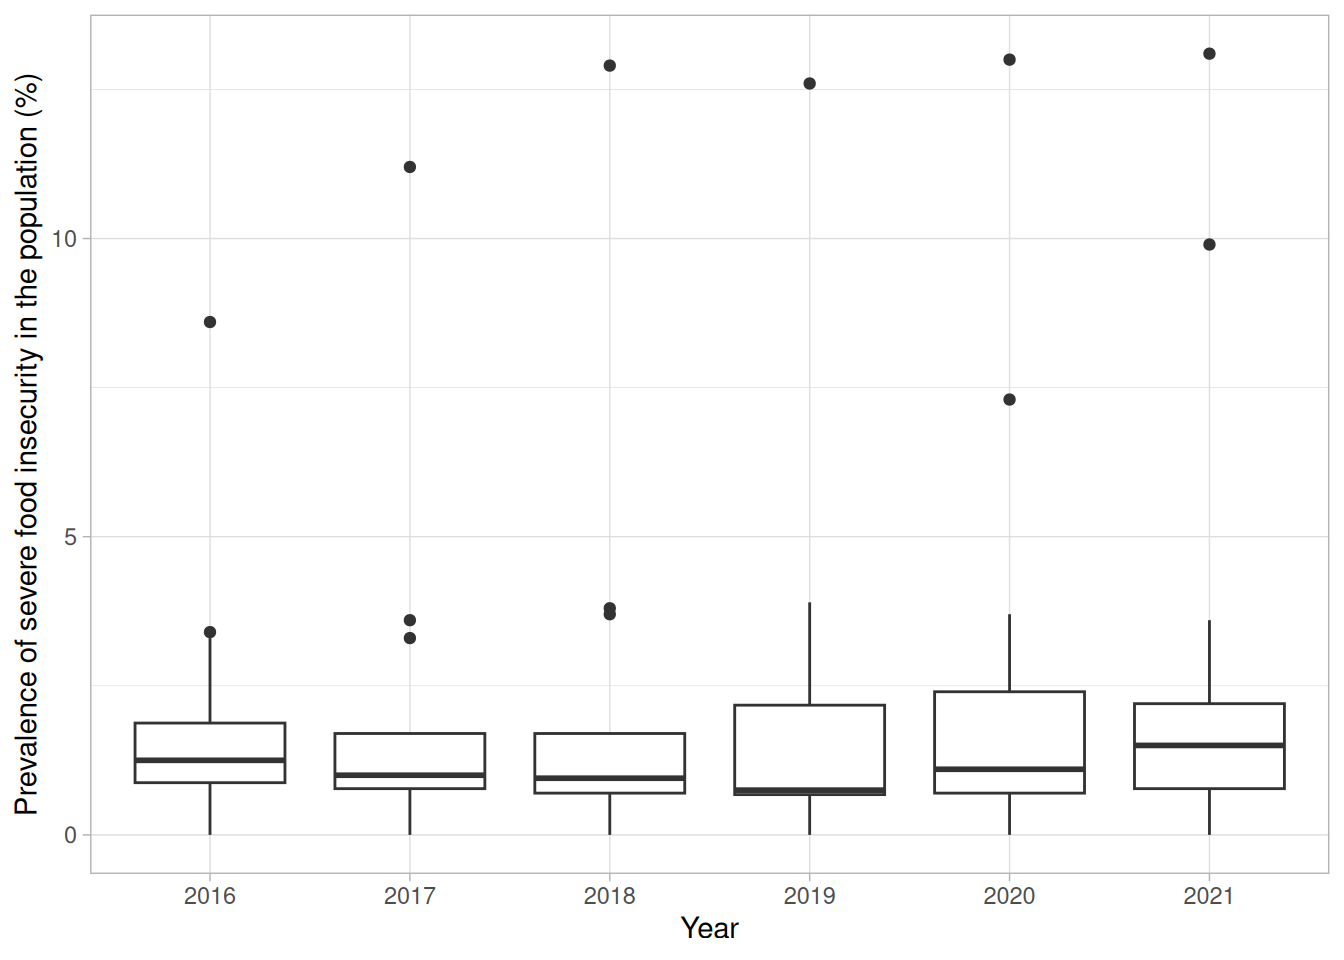 Prevalence of severe food insecurity in the population (%)
10
5
0
2016 2017 2018 2019 2020 2021
Year